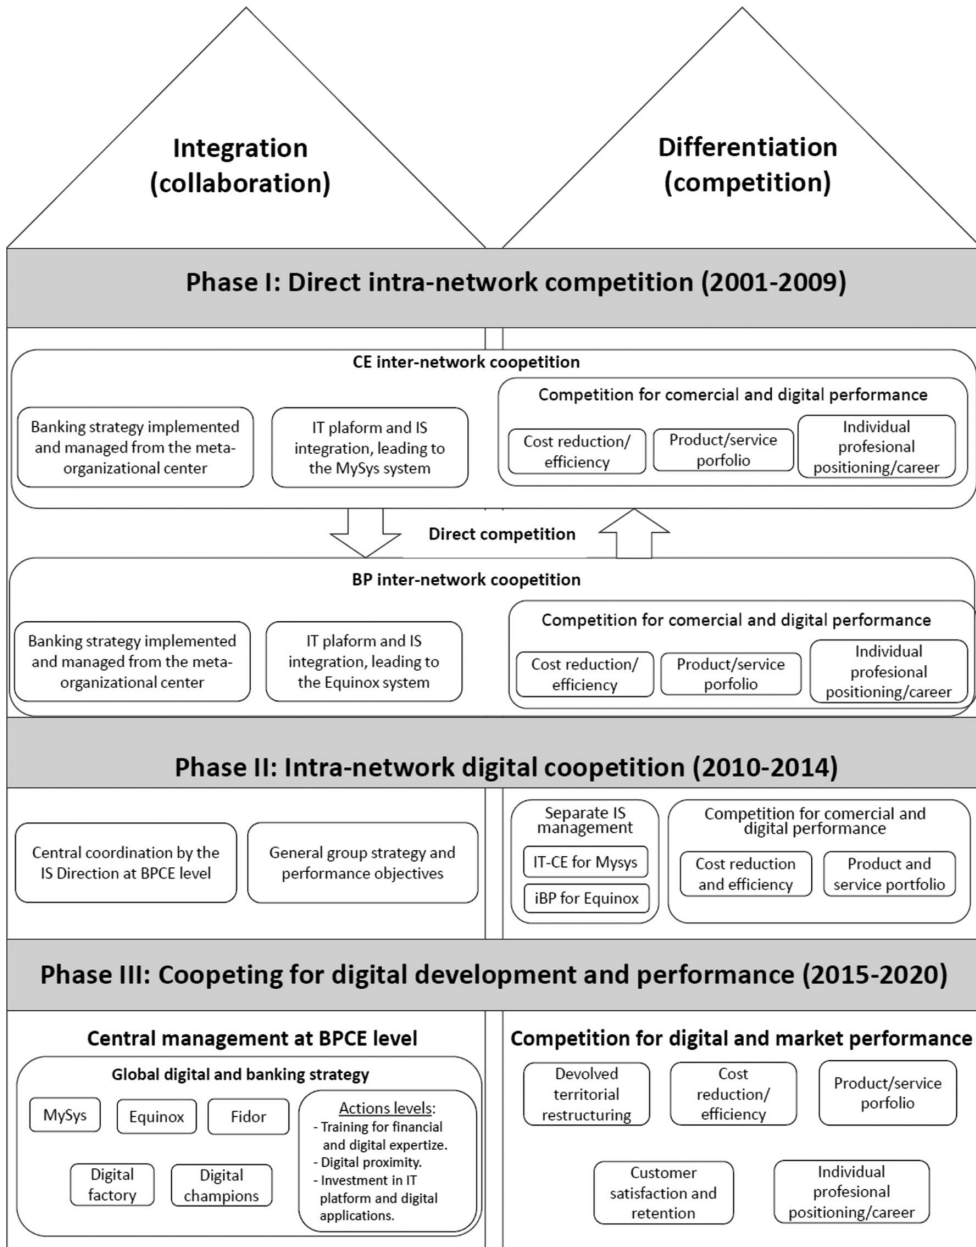 Integration
(collaboration)
Differentiation
(competition)
Phase I: Direct intra-network competition (2001-2009)
CE inter-network coopetition
Banking strategy implemented
and managed from the meta-
organizational center
IT plaform and IS
integration, leading to
the MySys system
Competition for comercial and digital performance
Cost reduction/
efficiency
Product/service
porfolio
Individual
profesional
positioning/career
Direct competition
BP inter-network coopetition
Banking strategy implemented
and managed from the meta-
organizational center
IT plaform and IS
integration, leading to
the Equinox system
Competition for comercial and digital performance
Cost reduction/
efficiency
Product/service
porfolio
Individual
profesional
positioning/career
Phase II: Intra-network digital coopetition (2010-2014)
Central coordination by the
IS Direction at BPCE level
General group strategy and
performance objectives
Separate IS
management
IT-CE for Mysys
iBP for Equinox
Competition for comercial and
digital performance
Cost reduction
and efficiency
Product and
service portfolio
Phase III: Coopeting for digital development and performance (2015-2020)
Central management at BPCE level
Global digital and banking strategy
MySys
Equinox
Fidor
Digital
factory
Digital
champions
Actions levels:
- Training for financial
and digital expertize.
- Digital proximity.
- Investment in IT
platform and digital
applications.
Competition for digital and market performance
Devolved
territorial
restructuring
Cost
reduction/
efficiency
Product/service
porfolio
Customer
satisfaction and
retention
Individual
profesional
positioning/career